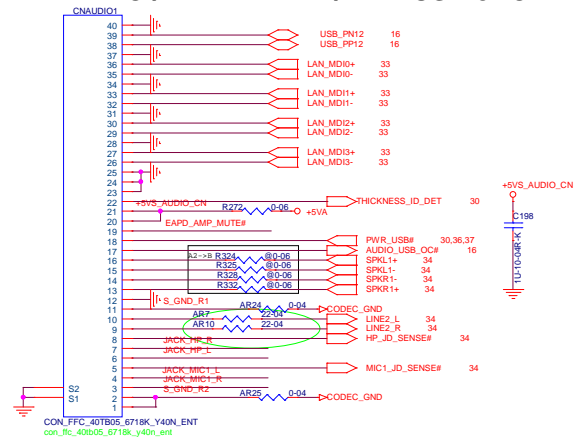 CNAUDIO1
40
39 USB_PN12 16
38 USB_PP12 16
37
36 LAN_MDI0+ 33
35 LAN_MDI0- 33
34
33 LAN_MDI1+ 33
32 LAN_MDI1- 33
31
30 LAN_MDI2+ 33
29 LAN_MDI2- 33
28
27 LAN_MDI3+ 33
26 LAN_MDI3- 33
25
24
23
+5VS_AUDIO_CN
22 THICKNESS_ID_DET 30
21 R272 0-06 +5VA
20 EAPD_AMP_MUTE#
19
18 PWR_USB# 30,36,37
17 AUDIO_USB_OC# 16
A2->B
16 R324 @0-06 SPKL1+ 34
15 R325 @0-06 SPKL1- 34
14 R328 @0-06 SPKR1- 34
13 R332 @0-06 SPKR1+ 34
12 S_GND_R1
11 AR24 0-04 CODEC_GND
10 AR7 22-04 LINE2_L 34
9 AR10 22-04 LINE2_R 34
8 JACK_HP_R HP_JD_SENSE# 34
7 JACK_HP_L
6
5 JACK_MIC1_L MIC1_JD_SENSE# 34
4 JACK_MIC1_R
3 S_GND_R2
2 AR25 0-04 CODEC_GND
1
S2
S1
CON_FFC_40TB05_6718K_Y40N_ENT
con_ffc_40tb05_6718k_y40n_ent
+5VS_AUDIO_CN
C198
1U-10-04R-K